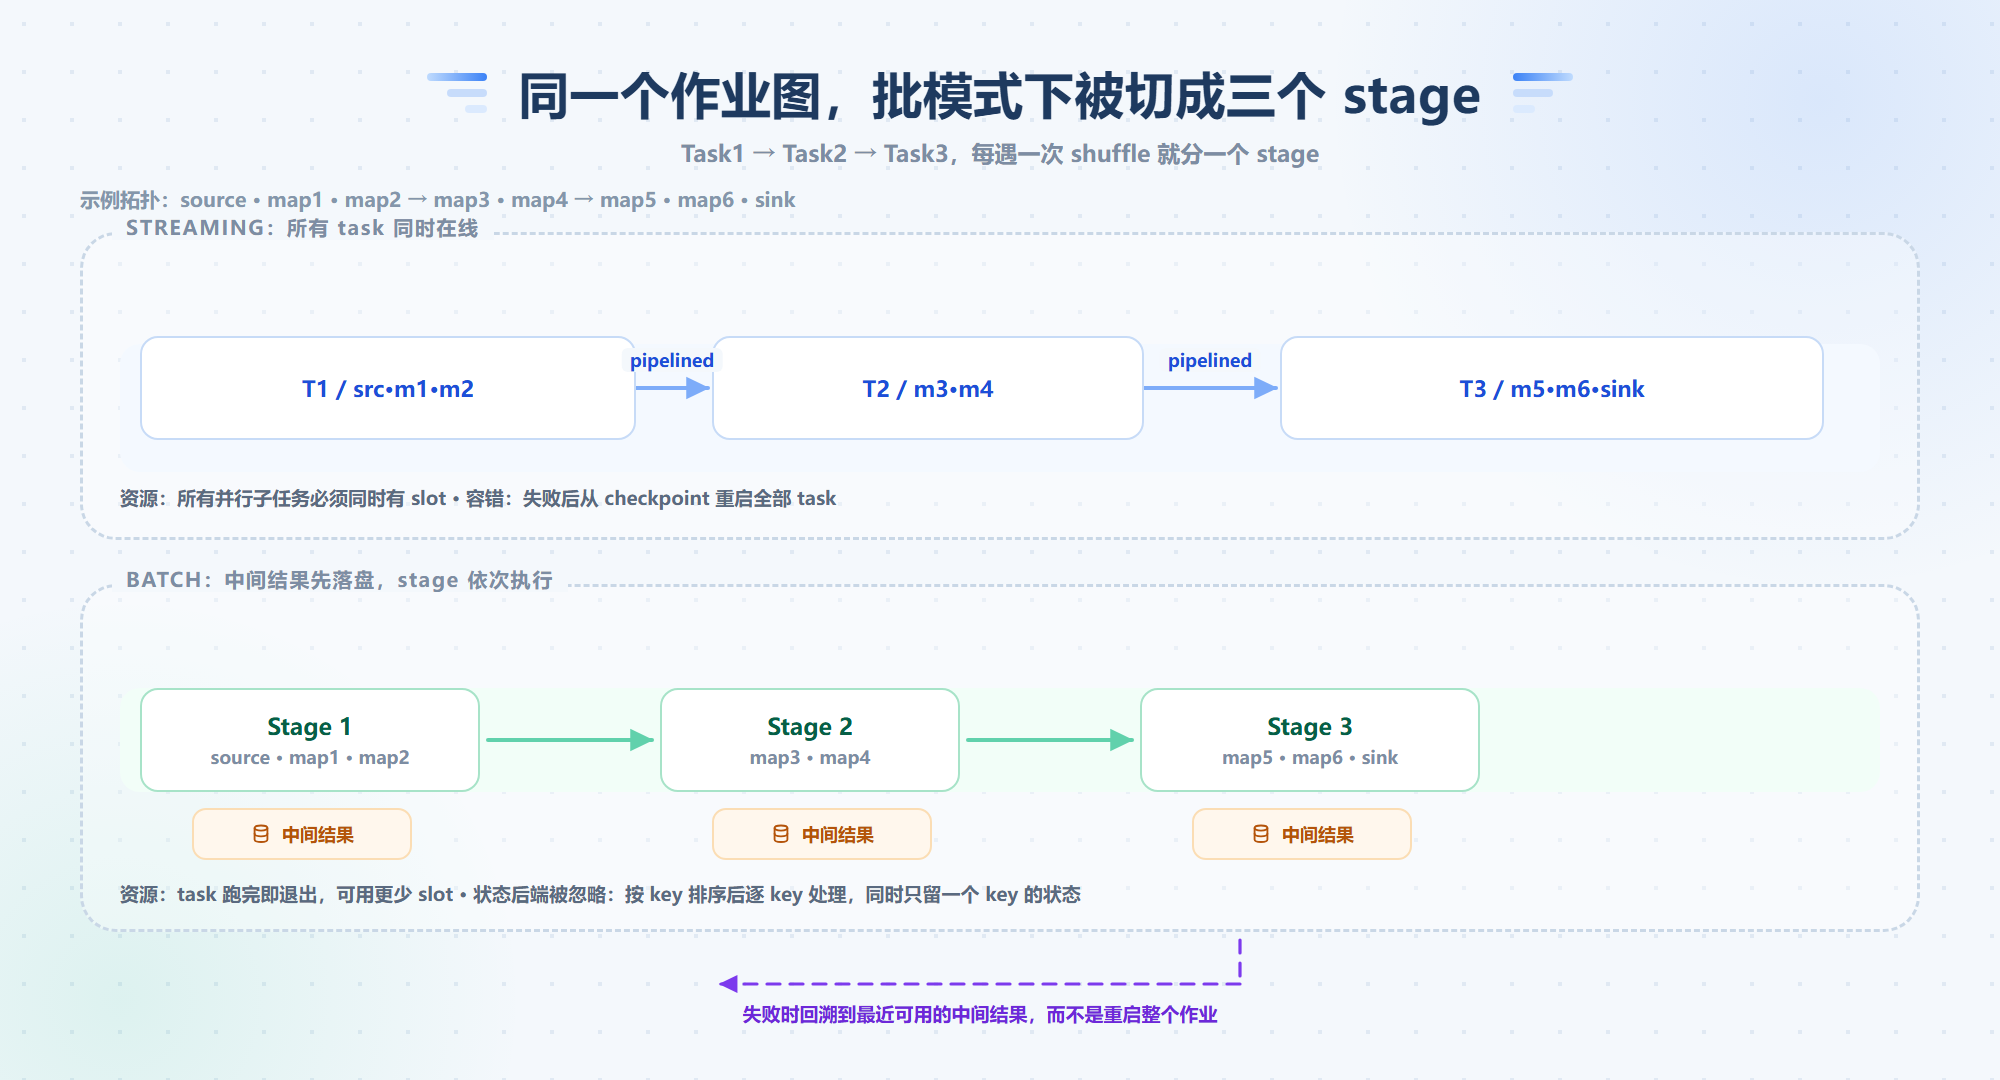 同一个作业图，批模式下被切成三个 stage
Task1 → Task2 → Task3，每遇一次 shuffle 就分一个 stage
示例拓扑：source • map1 • map2 → map3 • map4 → map5 • map6 • sink
STREAMING：所有 task 同时在线
pipelined
pipelined
T1 / src•m1•m2
T2 / m3•m4
T3 / m5•m6•sink
资源：所有并行子任务必须同时有 slot • 容错：失败后从 checkpoint 重启全部 task
BATCH：中间结果先落盘，stage 依次执行
Stage 1
source • map1 • map2
Stage 2
map3 • map4
Stage 3
map5 • map6 • sink
中间结果
中间结果
中间结果
资源：task 跑完即退出，可用更少 slot • 状态后端被忽略：按 key 排序后逐 key 处理，同时只留一个 key 的状态
失败时回溯到最近可用的中间结果，而不是重启整个作业